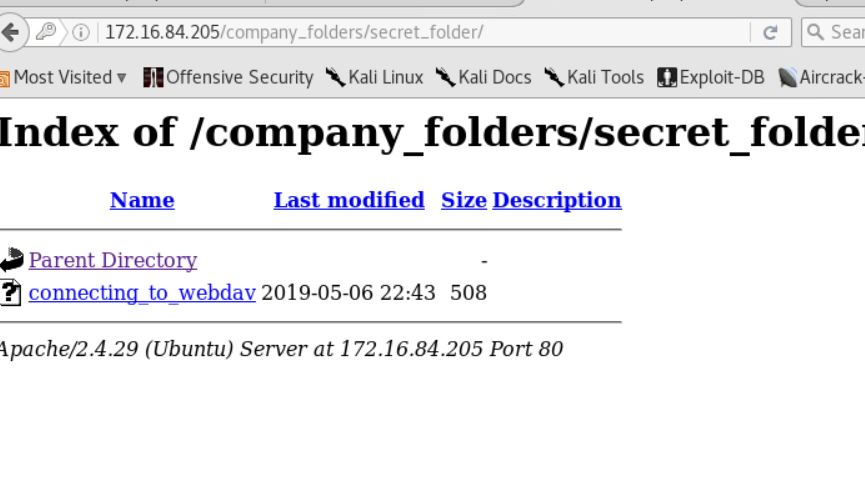 172.16.84.205/company_folders/secret_folder/
Most Visited Offensive Security Kali Linux Kali Docs Kali Tools Exploit-DB Aircrack-
Index of /company_folders/secret_folde
Name Last modified Size Description
Parent Directory -
connecting_to_webdav 2019-05-06 22:43 508
Apache/2.4.29 (Ubuntu) Server at 172.16.84.205 Port 80